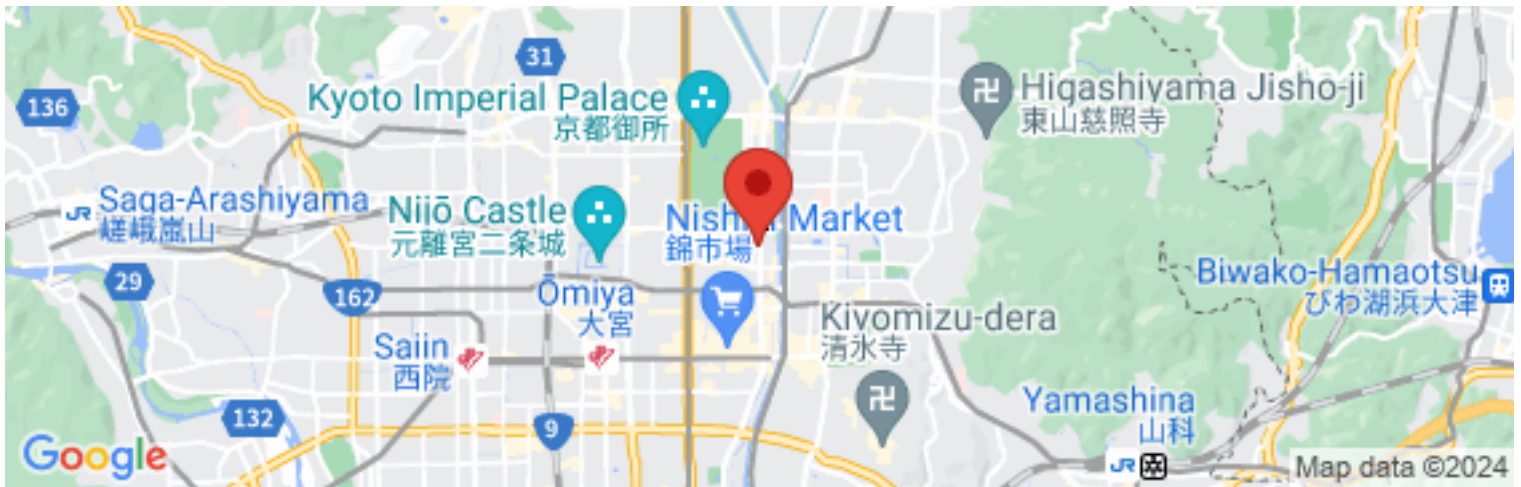 31
136
Kyoto Imperial Palace
京都御所
Higashiyama Jisho-ji
東山慈照寺
JR
Saga-Arashiyama
嵯峨嵐山
Nijō Castle
元離宮二条城
Market
錦市場
29
162
Ōmiya
大宮
Biwako-Hamaotsu
びわ湖浜大津
Kiyomizu-dera
清水寺
Saiin
西院
132
9
Yamashina
山科
JR
Google
Map data ©2024